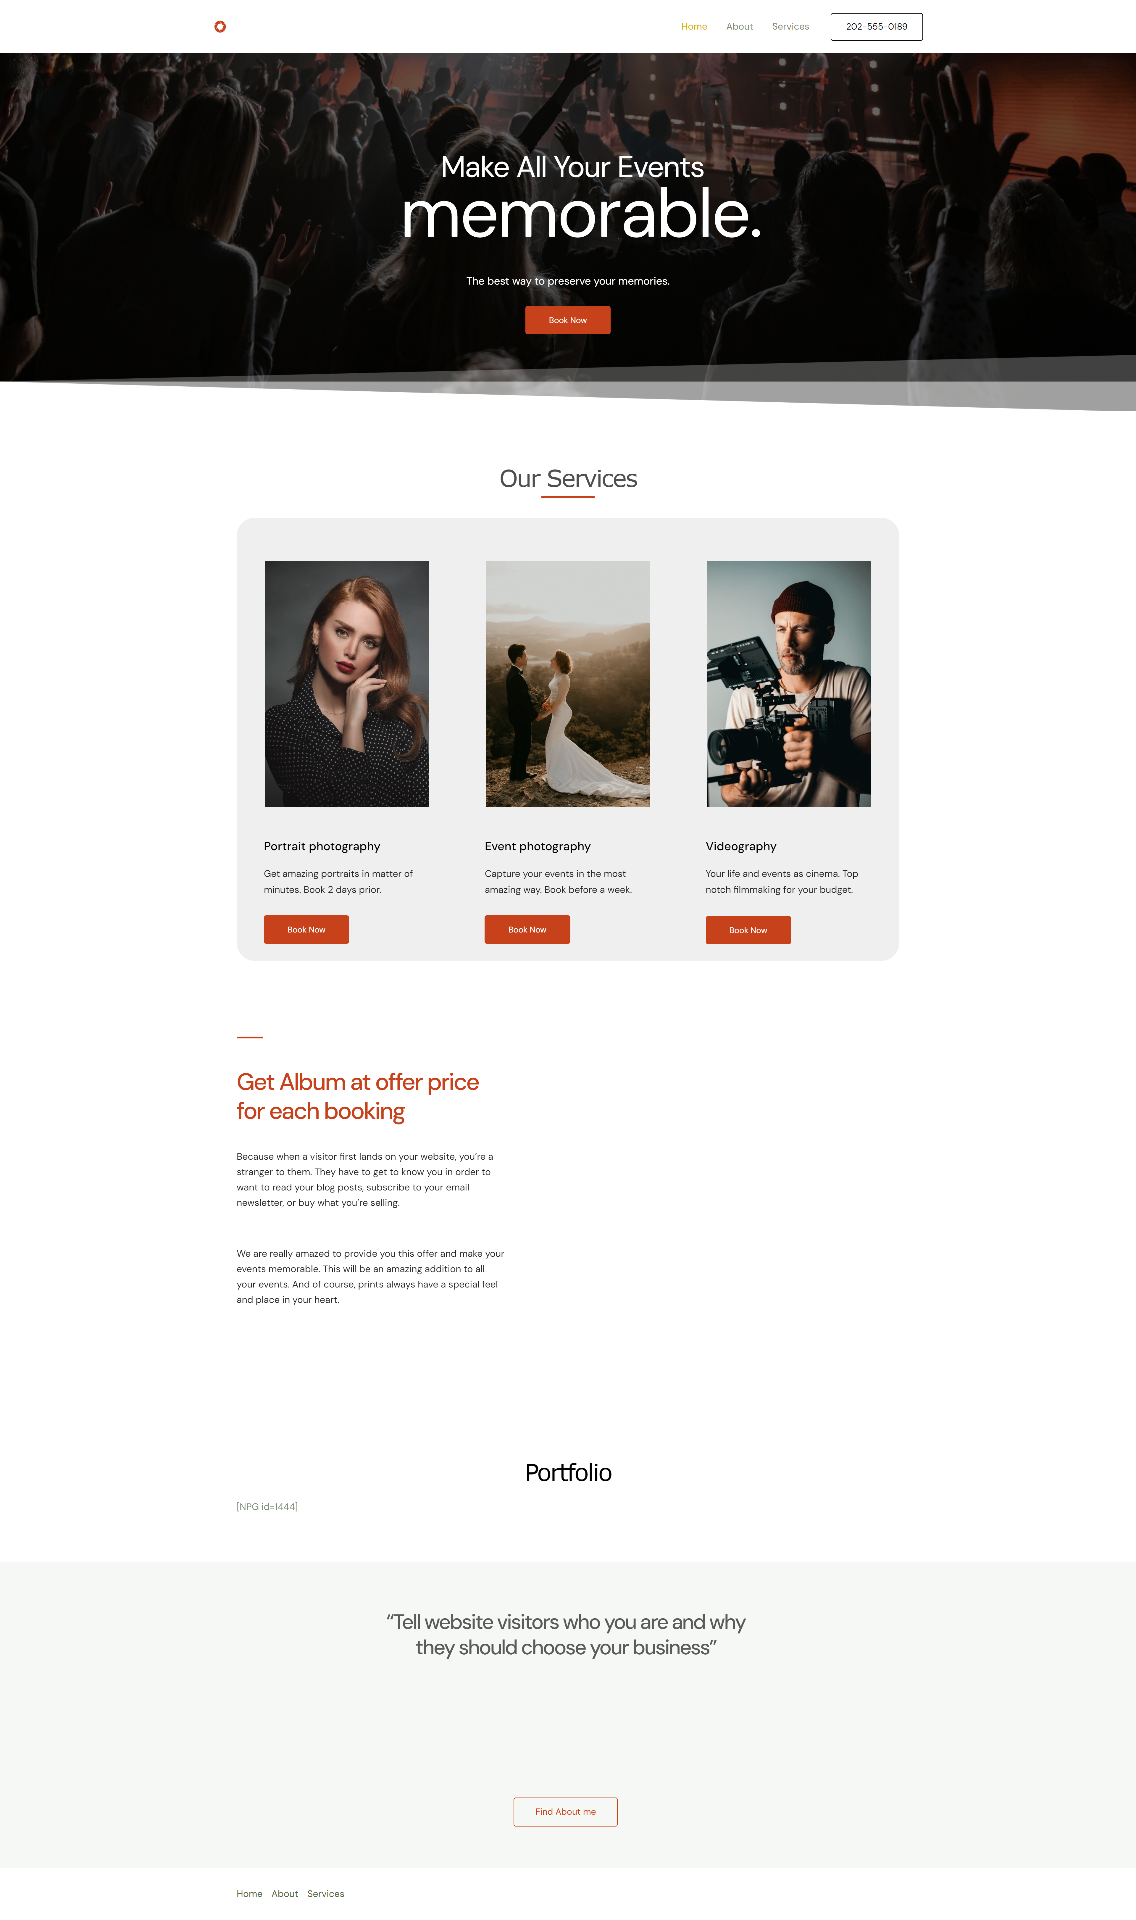 Home About Services 202-555-0189
Make All Your Events
memorable.
The best way to preserve your memories.
Book Now
Our Services
Portrait photography
Get amazing portraits in matter of
minutes. Book 2 days prior.
Book Now
Event photography
Capture your events in the most
amazing way. Book before a week.
Book Now
Videography
Your life and events as cinema. Top
notch filmmaking for your budget.
Book Now
Get Album at offer price
for each booking
Because when a visitor first lands on your website, you’re a
stranger to them. They have to get to know you in order to
want to read your blog posts, subscribe to your email
newsletter, or buy what you’re selling.
We are really amazed to provide you this offer and make your
events memorable. This will be an amazing addition to all
your events. And of course, prints always have a special feel
and place in your heart.
Portfolio
[NPG id=1444]
“Tell website visitors who you are and why
they should choose your business”
Find About me
Home About Services